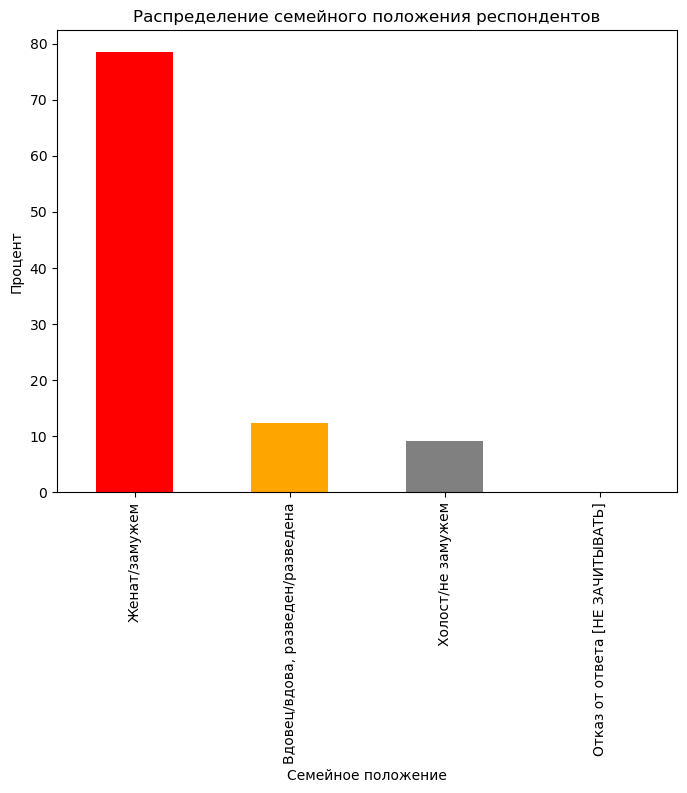 Распределение семейного положения респондентов
Процент
80
70
60
50
40
30
20
10
0
Женат/замужем
Вдовец/вдова, разведен/разведена
Холост/не замужем
Отказ от ответа [НЕ ЗАЧИТЫВАТЬ]
Семейное положение